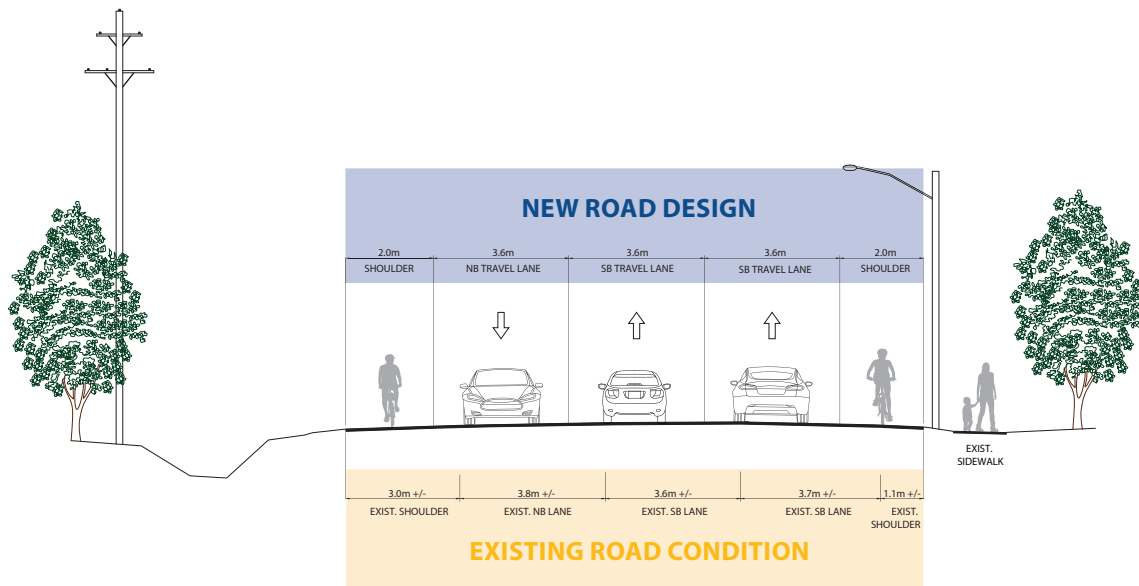 NEW ROAD DESIGN
2.0m 3.6m 3.6m 3.6m 2.0m
SHOULDER NB TRAVEL LANE SB TRAVEL LANE SB TRAVEL LANE SHOULDER
EXIST.
SIDEWALK
3.0m +/- 3.8m +/- 3.6m +/- 3.7m +/- 1.1m +/-
EXIST. SHOULDER EXIST. NB LANE EXIST. SB LANE EXIST. SB LANE EXIST.
SHOULDER
EXISTING ROAD CONDITION